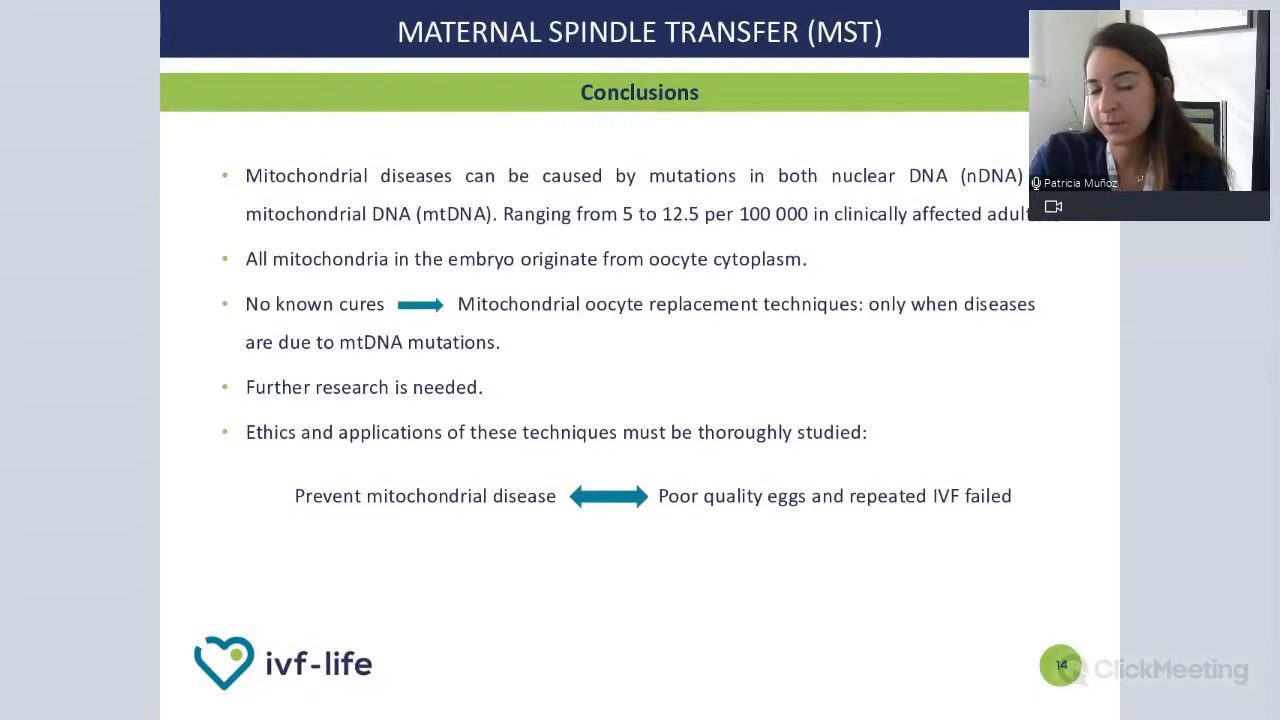 MATERNAL SPINDLE TRANSFER (MST)
Conclusions
• Mitochondrial diseases can be caused by mutations in both nuclear DNA (nDNA)
mitochondrial DNA (mtDNA). Ranging from 5 to 12.5 per 100 000 in clinically affected
• All mitochondria in the embryo originate from oocyte cytoplasm.
• No known cures Mitochondrial oocyte replacement techniques: only when diseases
are due to mtDNA mutations.
• Further research is needed.
• Ethics and applications of these techniques must be thoroughly studied:
Prevent mitochondrial disease Poor quality eggs and repeated IVF failed
Patricia Muñoz
ivf-life
14
ClickMeeting